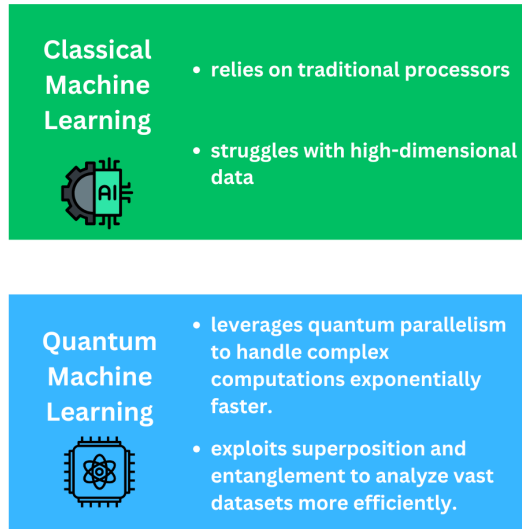 Classical
Machine
Learning
• relies on traditional processors
• struggles with high-dimensional
data
AI
Quantum
Machine
Learning
• leverages quantum parallelism
to handle complex
computations exponentially
faster.
• exploits superposition and
entanglement to analyze vast
datasets more efficiently.